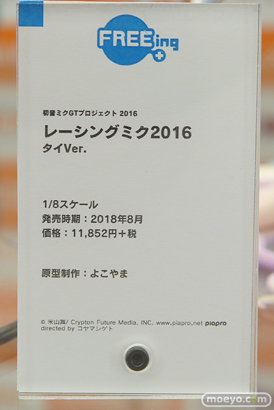 FREEing
初音ミクGTプロジェクト 2016
レーシングミク2016
タイVer.
1/8スケール
発売時期：2018年8月
価格：11,852円+税
原型制作：よこやま
© 米山舞/ Crypton Future Media, INC. www.piapro.net piapro
directed by コヤマシゲト
moeyo.com